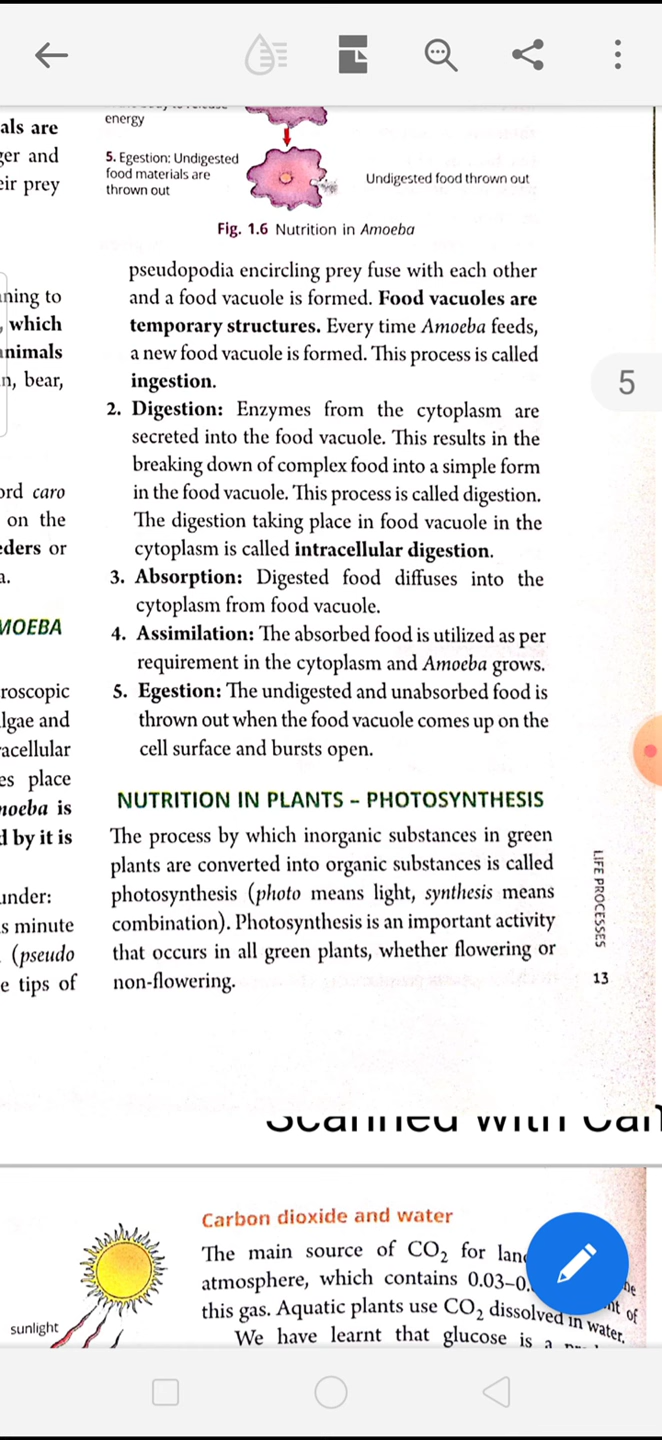 als are
ger and
eir prey
ning to
, which
nimals
n, bear,
ord caro
on the
eders or
a.
MOEBA
roscopic
lgae and
acellular
es place
moeba is
d by it is
under:
s minute
(pseudo
e tips of
energy
5. Egestion: Undigested
food materials are
thrown out
Undigested food thrown out
Fig. 1.6 Nutrition in Amoeba
pseudopodia encircling prey fuse with each other
and a food vacuole is formed. Food vacuoles are
temporary structures. Every time Amoeba feeds,
a new food vacuole is formed. This process is called
ingestion.
2. Digestion: Enzymes from the cytoplasm are
secreted into the food vacuole. This results in the
breaking down of complex food into a simple form
in the food vacuole. This process is called digestion.
The digestion taking place in food vacuole in the
cytoplasm is called intracellular digestion.
3. Absorption: Digested food diffuses into the
cytoplasm from food vacuole.
4. Assimilation: The absorbed food is utilized as per
requirement in the cytoplasm and Amoeba grows.
5. Egestion: The undigested and unabsorbed food is
thrown out when the food vacuole comes up on the
cell surface and bursts open.
NUTRITION IN PLANTS – PHOTOSYNTHESIS
The process by which inorganic substances in green
plants are converted into organic substances is called
photosynthesis (photo means light, synthesis means
combination). Photosynthesis is an important activity
that occurs in all green plants, whether flowering or
non-flowering.
5
LIFE PROCESSES
13
Scanned with Cam
sunlight
Carbon dioxide and water
The main source of CO₂ for lan
atmosphere, which contains 0.03–0.
this gas. Aquatic plants use CO₂ dissolved in water.
We have learnt that glucose is a
ne
nt of